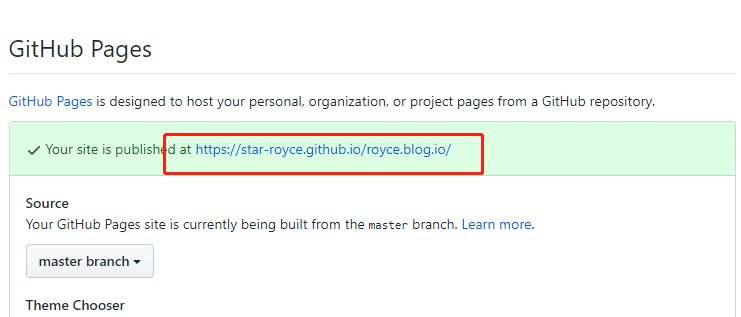 GitHub Pages
GitHub Pages is designed to host your personal, organization, or project pages from a GitHub repository.
Your site is published at https://star-royce.github.io/royce.blog.io/
Source
Your GitHub Pages site is currently being built from the master branch. Learn more.
master branch
Theme Chooser